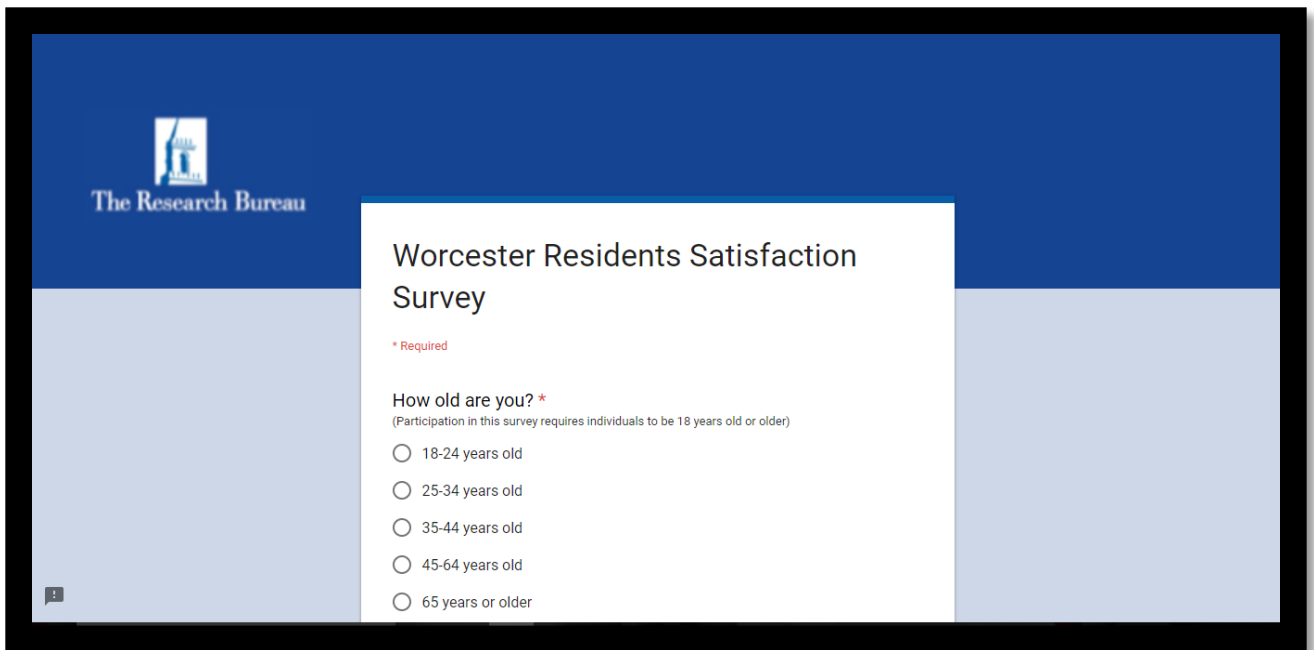 The Research Bureau
Worcester Residents Satisfaction
Survey
* Required
How old are you? *
(Participation in this survey requires individuals to be 18 years old or older)
18-24 years old
25-34 years old
35-44 years old
45-64 years old
65 years or older